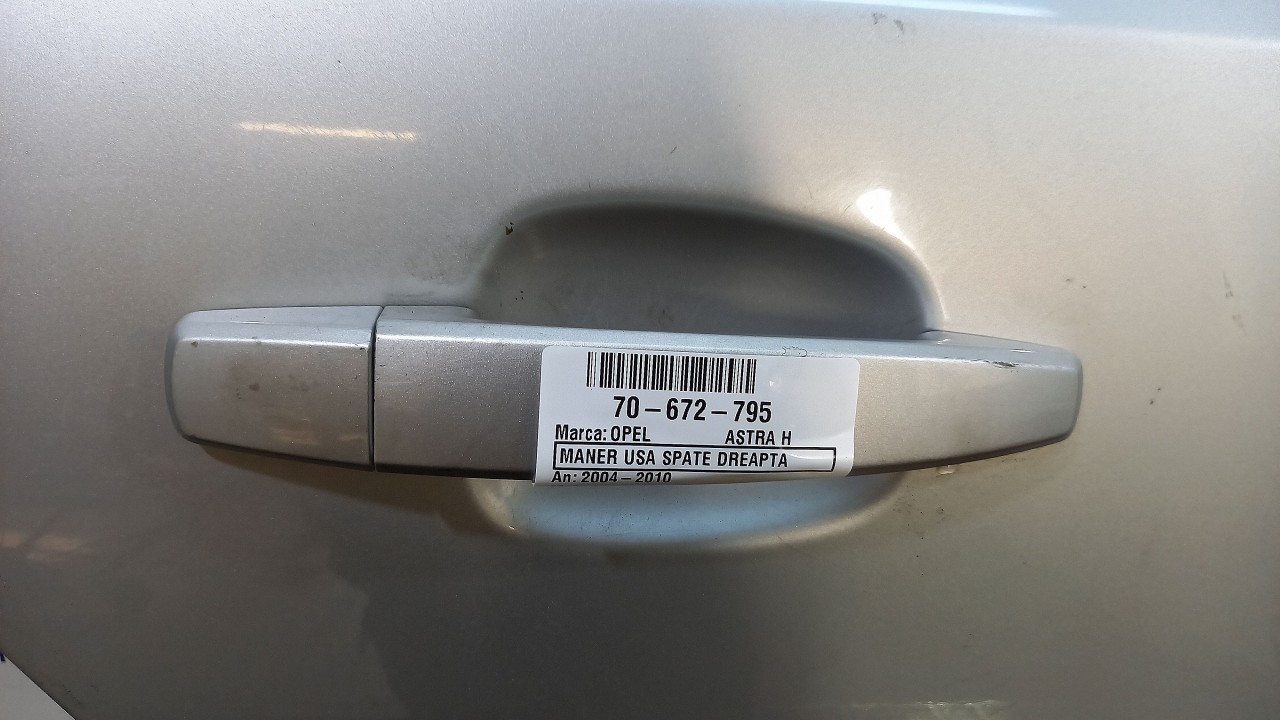 70-672-795
Marca: OPEL ASTRA H
MANER USA SPATE DREAPTA
An: 2004-2010